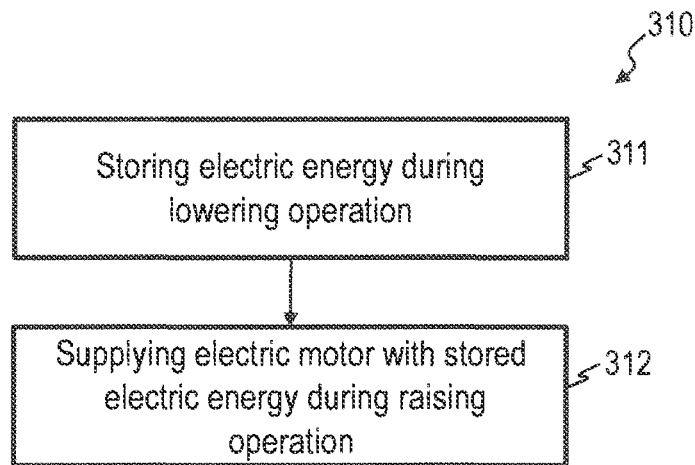 310
Storing electric energy during
lowering operation
311
Supplying electric motor with stored
electric energy during raising
operation
312